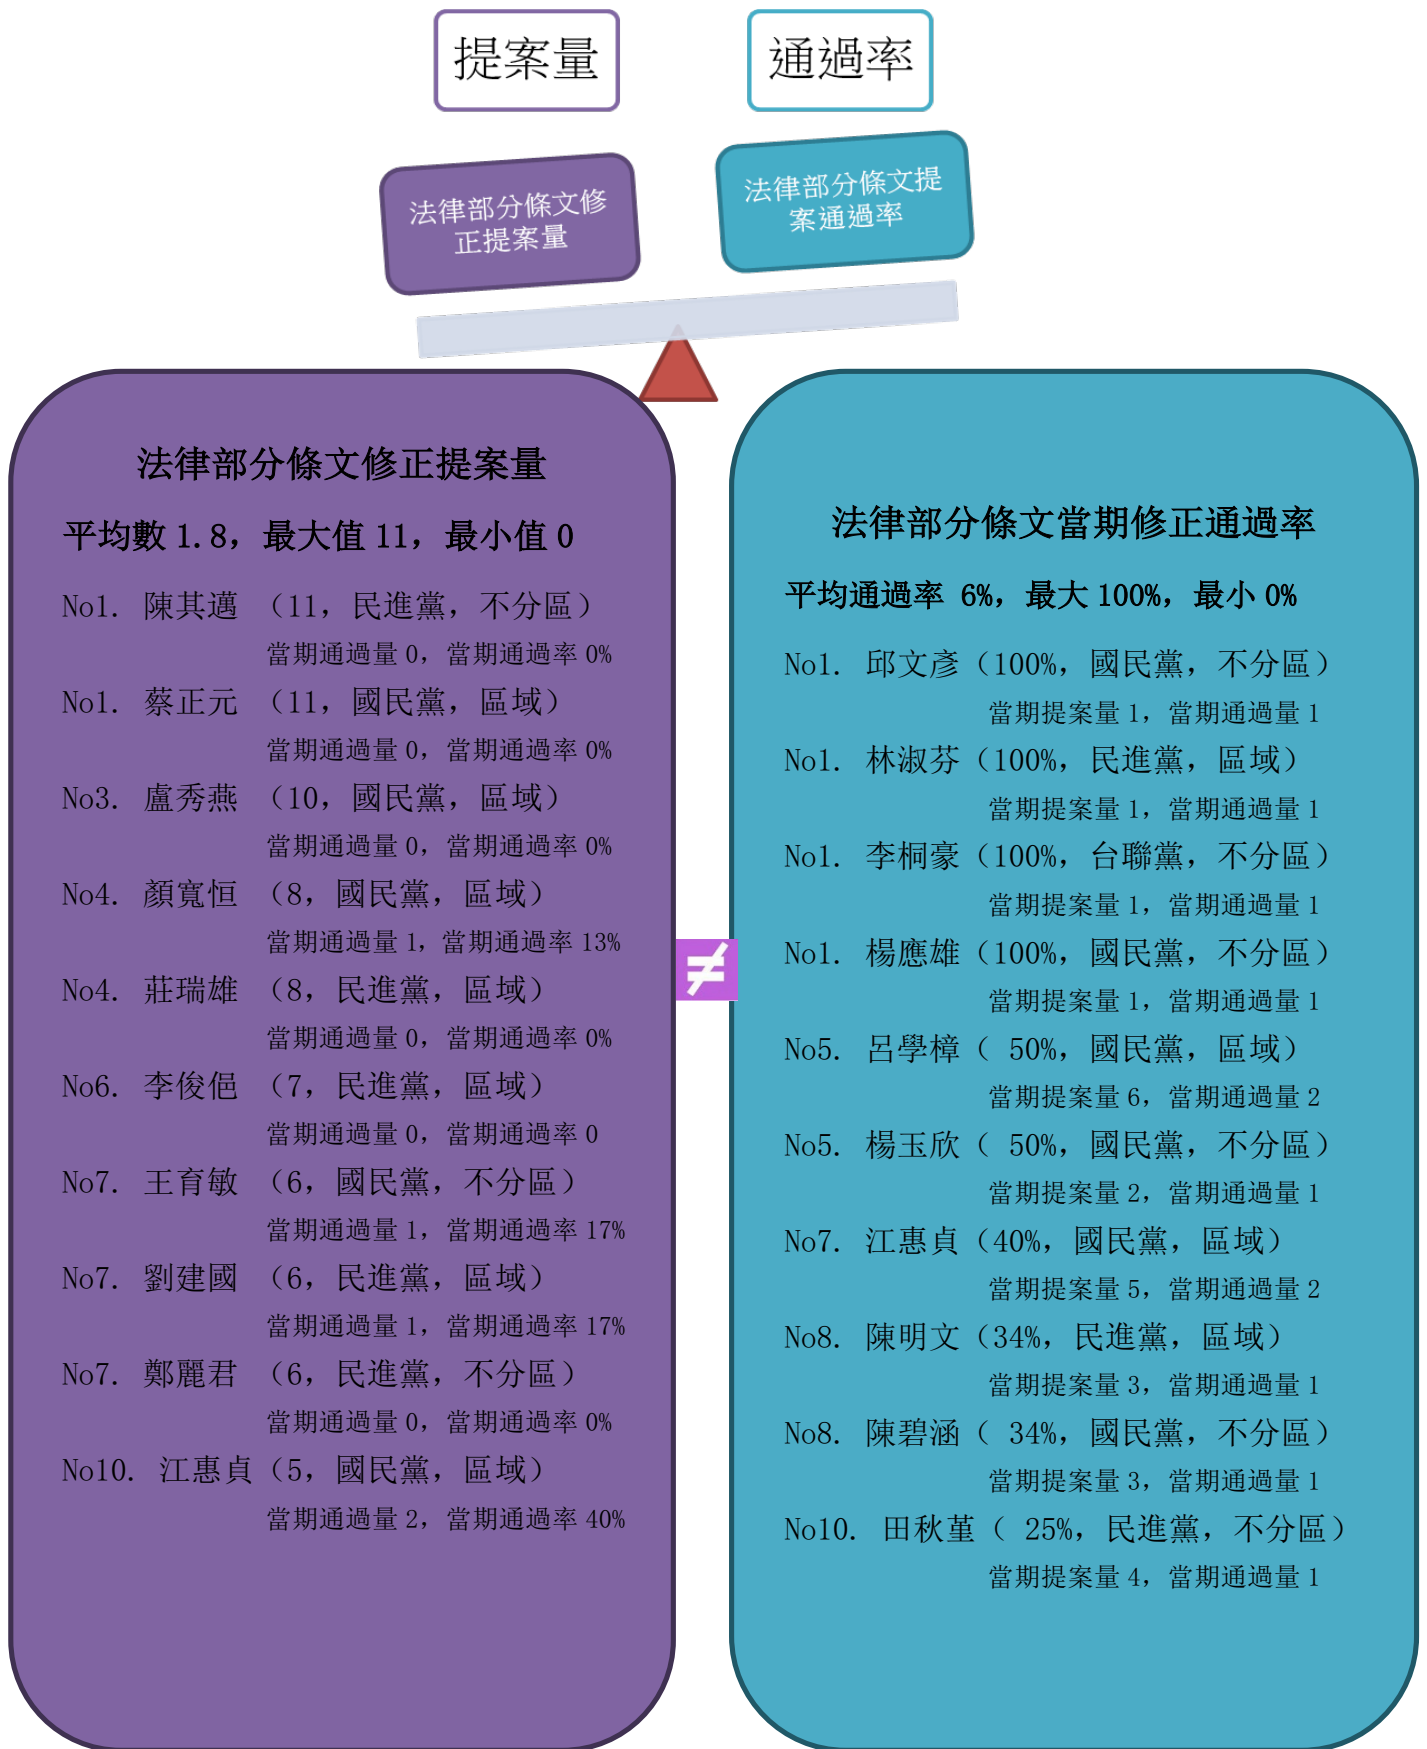 提案量
通過率
法律部分條文修
正提案量
法律部分條文提
案通過率
法律部分條文修正提案量
平均數 1.8，最大值 11，最小值 0
No1. 陳其邁 （11，民進黨，不分區）
當期通過量 0，當期通過率 0%
No1. 蔡正元 （11，國民黨，區域）
當期通過量 0，當期通過率 0%
No3. 盧秀燕 （10，國民黨，區域）
當期通過量 0，當期通過率 0%
No4. 顏寬恒 （8，國民黨，區域）
當期通過量 1，當期通過率 13%
No4. 莊瑞雄 （8，民進黨，區域）
當期通過量 0，當期通過率 0%
No6. 李俊俋 （7，民進黨，區域）
當期通過量 0，當期通過率 0
No7. 王育敏 （6，國民黨，不分區）
當期通過量 1，當期通過率 17%
No7. 劉建國 （6，民進黨，區域）
當期通過量 1，當期通過率 17%
No7. 鄭麗君 （6，民進黨，不分區）
當期通過量 0，當期通過率 0%
No10. 江惠貞（5，國民黨，區域）
當期通過量 2，當期通過率 40%
≠
法律部分條文當期修正通過率
平均通過率 6%，最大 100%，最小 0%
No1. 邱文彥（100%，國民黨，不分區）
當期提案量 1，當期通過量 1
No1. 林淑芬（100%，民進黨，區域）
當期提案量 1，當期通過量 1
No1. 李桐豪（100%，台聯黨，不分區）
當期提案量 1，當期通過量 1
No1. 楊應雄（100%，國民黨，不分區）
當期提案量 1，當期通過量 1
No5. 呂學樟（ 50%，國民黨，區域）
當期提案量 6，當期通過量 2
No5. 楊玉欣（ 50%，國民黨，不分區）
當期提案量 2，當期通過量 1
No7. 江惠貞（40%，國民黨，區域）
當期提案量 5，當期通過量 2
No8. 陳明文（34%，民進黨，區域）
當期提案量 3，當期通過量 1
No8. 陳碧涵（ 34%，國民黨，不分區）
當期提案量 3，當期通過量 1
No10. 田秋堇（ 25%，民進黨，不分區）
當期提案量 4，當期通過量 1